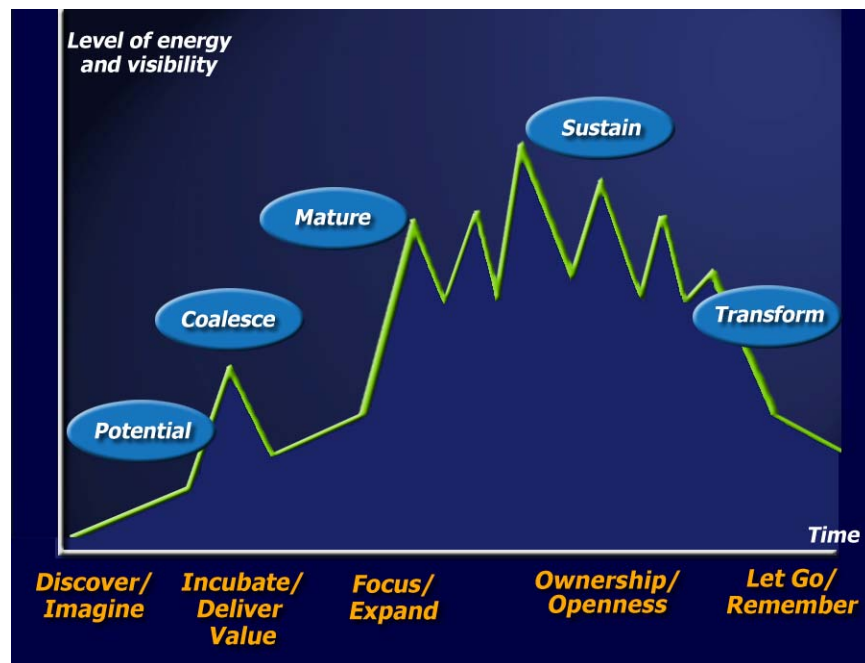 Level of energy
and visibility
Sustain
Mature
Coalesce
Transform
Potential
Time
Discover/
Imagine
Incubate/
Deliver
Value
Focus/
Expand
Ownership/
Openness
Let Go/
Remember